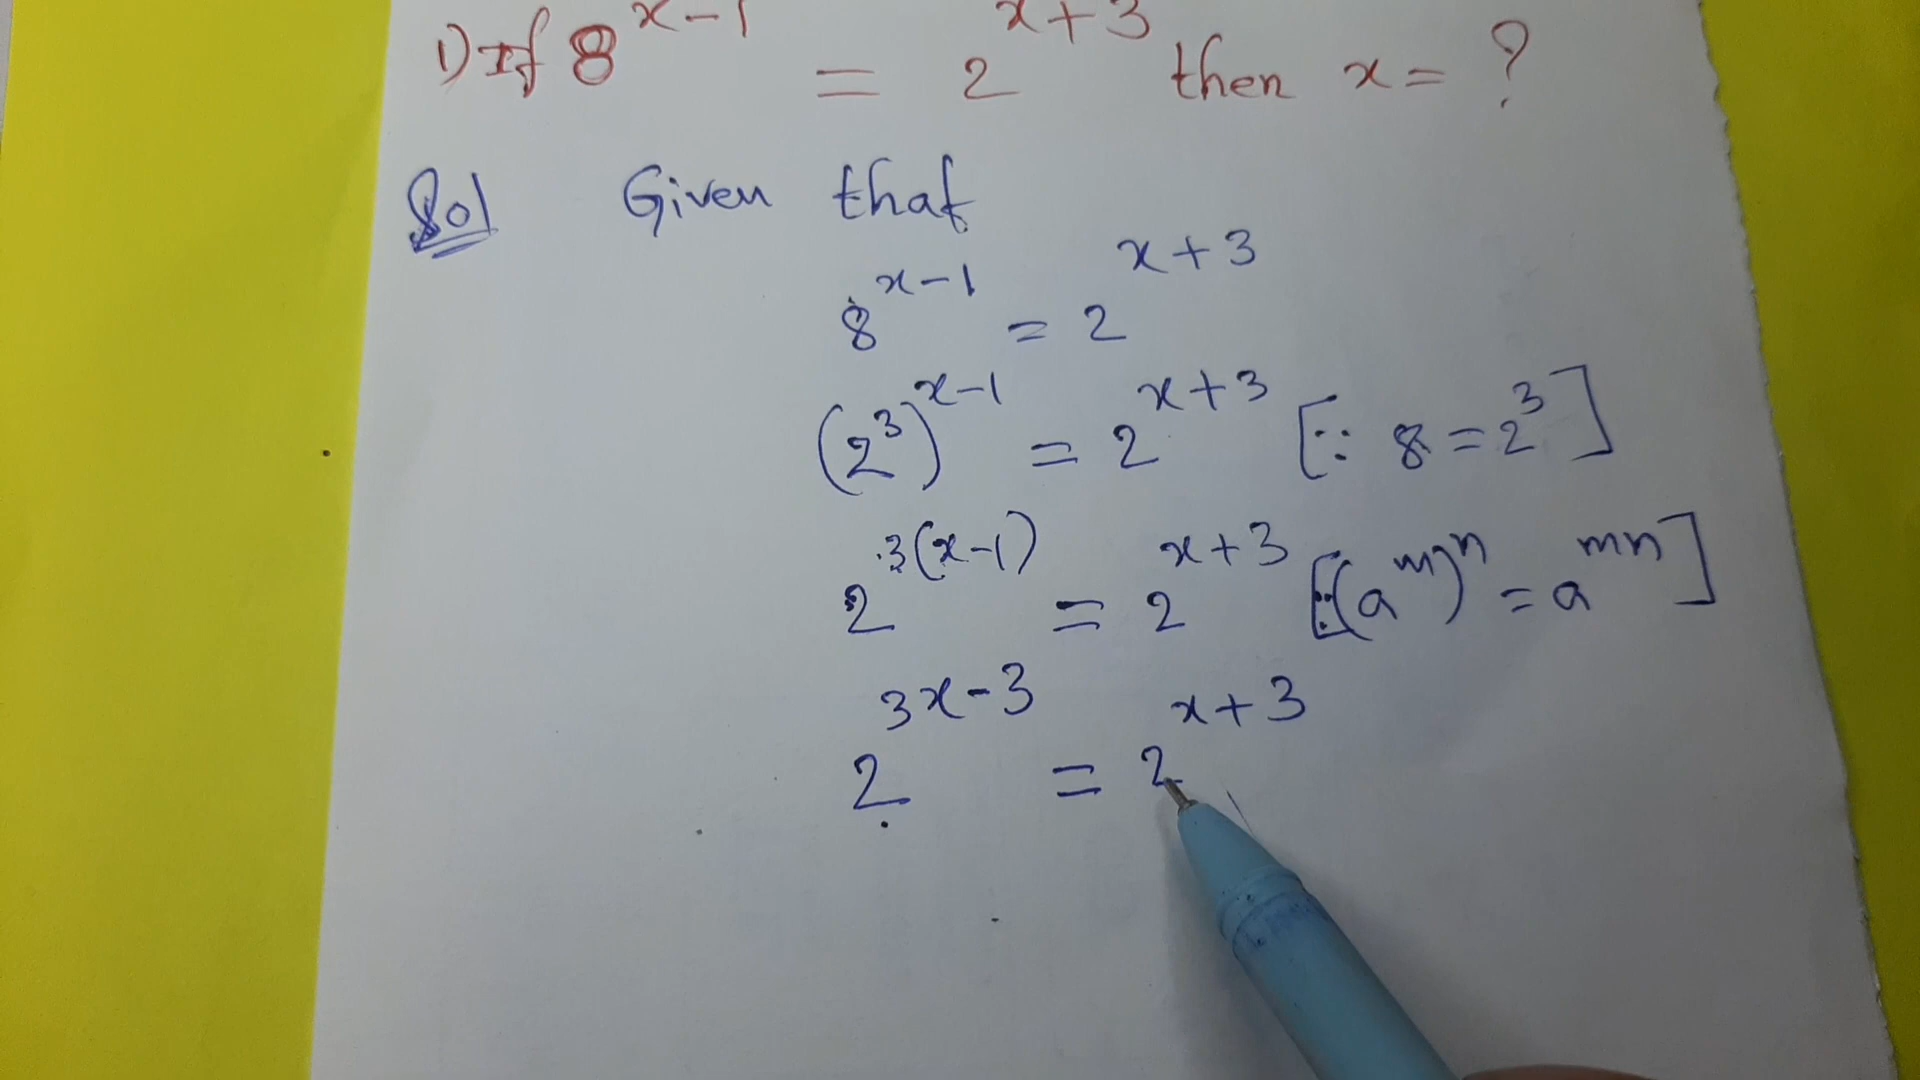 1) If 8^{x-1} = 2^{x+3} then x = ?
Sol Given that
8^{x-1} = 2^{x+3}
(2^3)^{x-1} = 2^{x+3} [∵ 8 = 2^3]
2^{3(x-1)} = 2^{x+3} [∵ (a^m)^n = a^{mn}]
2^{3x-3} = 2^{x+3}